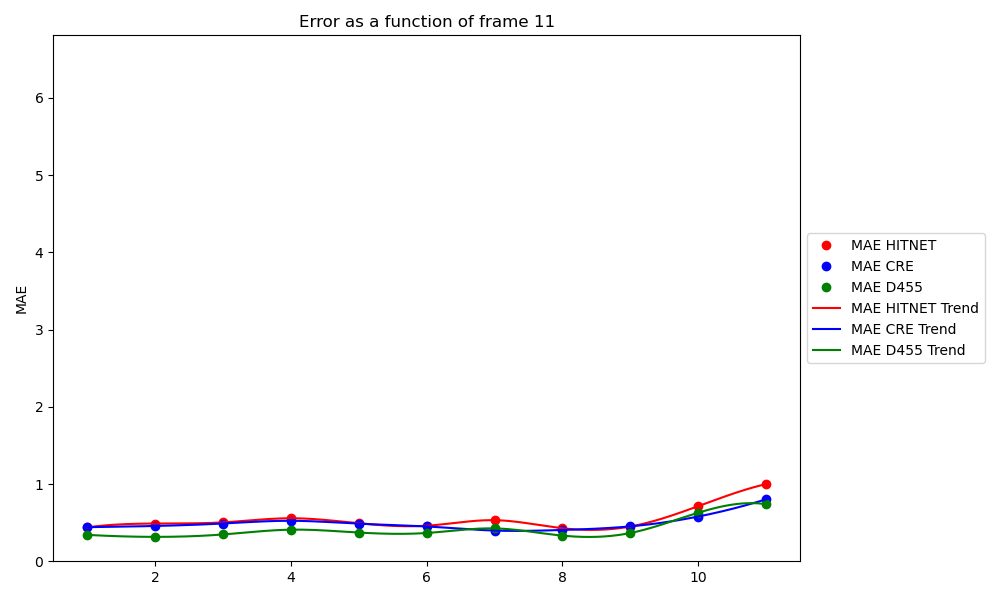 Error as a function of frame 11
MAE
6
5
4
3
2
1
0
2
4
6
8
10
MAE HITNET
MAE CRE
MAE D455
MAE HITNET Trend
MAE CRE Trend
MAE D455 Trend